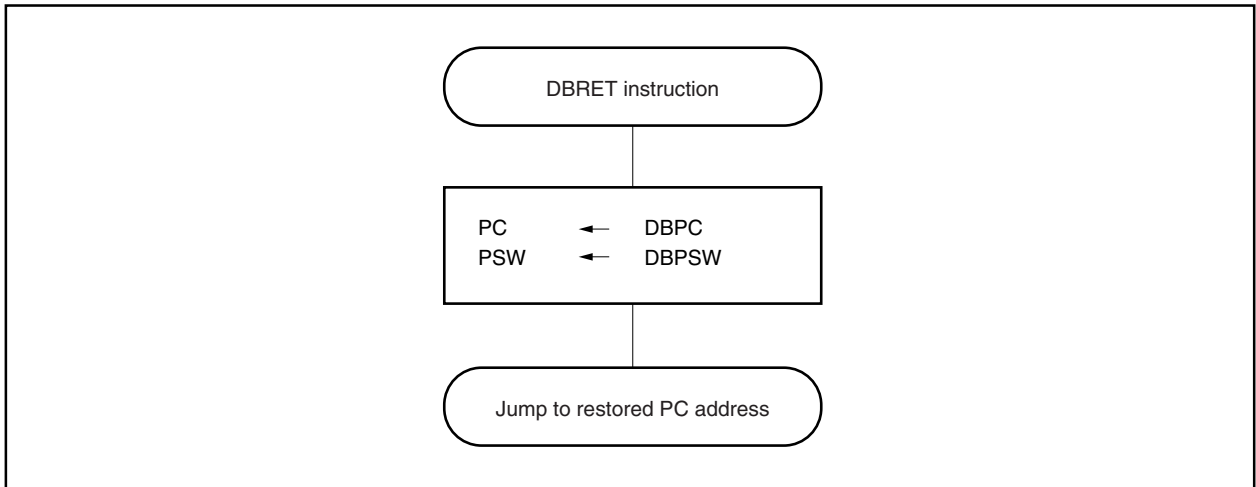 DBRET instruction
PC ← DBPC
PSW ← DBPSW
Jump to restored PC address